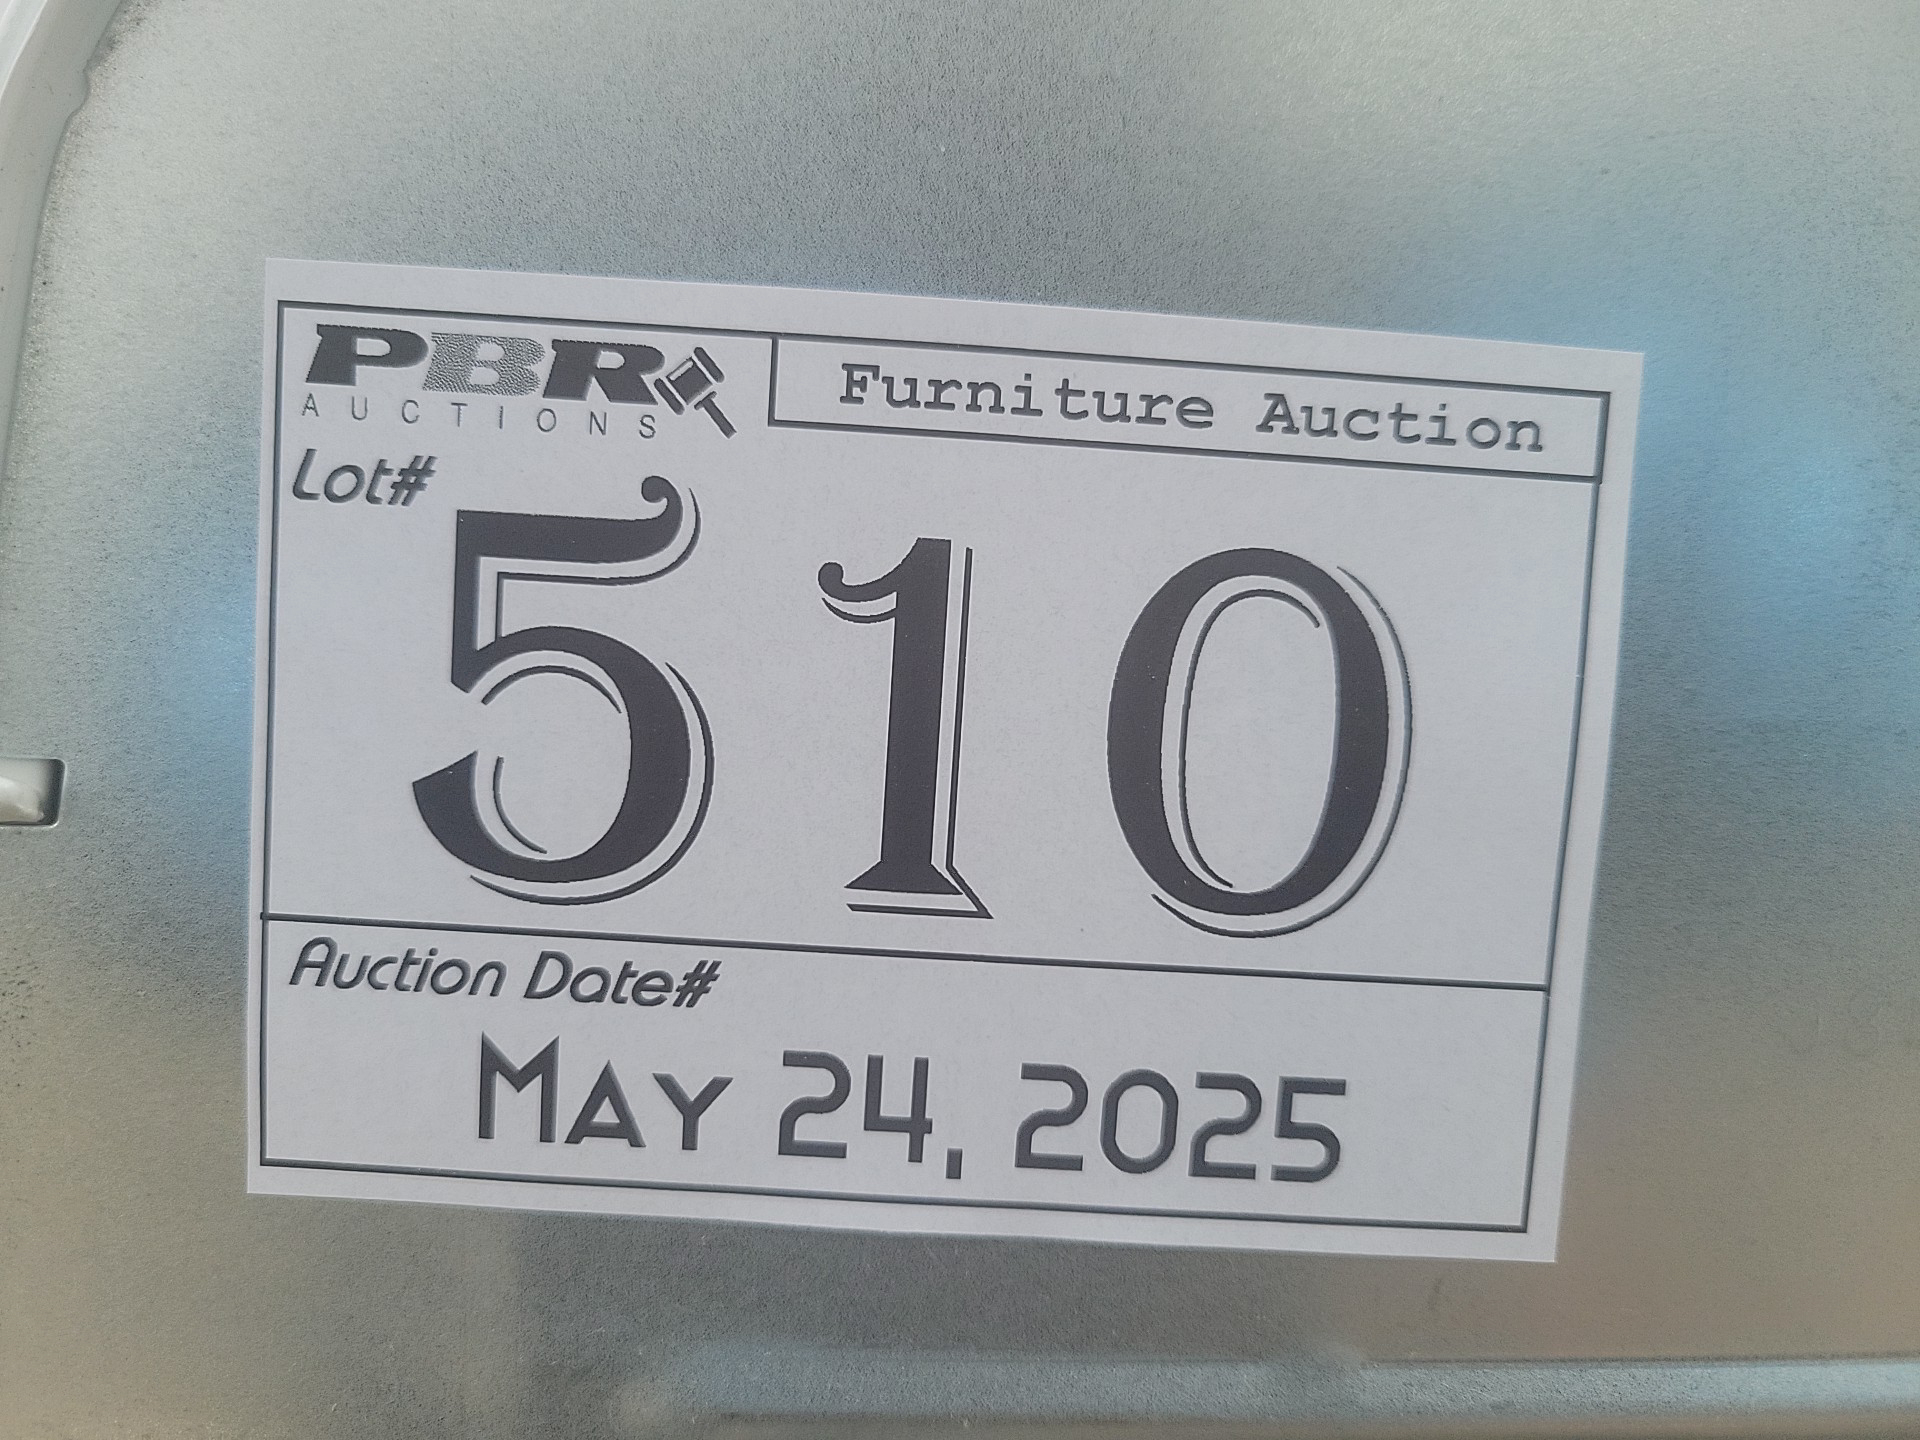 PBR
AUCTIONS
Furniture Auction
Lot#
510
Auction Date#
May 24, 2025